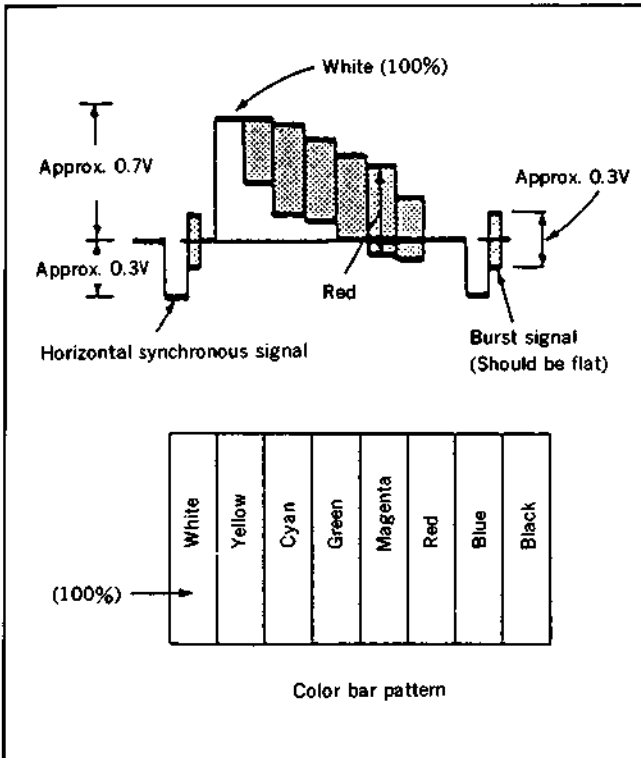 White (100%)
Approx. 0.7V
Approx. 0.3V
Approx. 0.3V
Red
Horizontal synchronous signal
Burst signal
(Should be flat)
White
Yellow
Cyan
Green
Magenta
Red
Blue
Black
(100%)
Color bar pattern